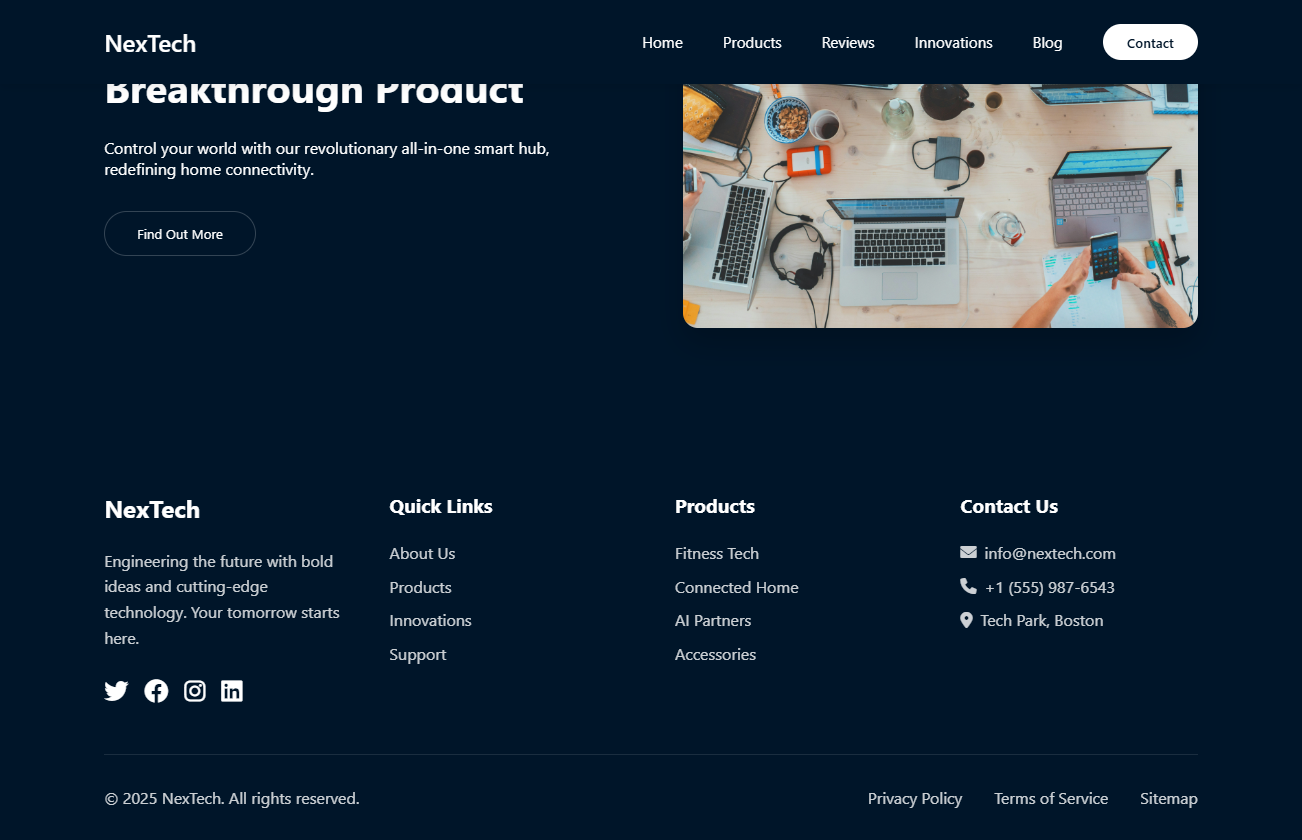 NexTech
Home
Products
Reviews
Innovations
Blog
Contact
Breakthrough Product
Control your world with our revolutionary all-in-one smart hub,
redefining home connectivity.
Find Out More
NexTech
Engineering the future with bold
ideas and cutting-edge
technology. Your tomorrow starts
here.
Quick Links
About Us
Products
Innovations
Support
Products
Fitness Tech
Connected Home
AI Partners
Accessories
Contact Us
info@nextech.com
+1 (555) 987-6543
Tech Park, Boston
© 2025 NexTech. All rights reserved.
Privacy Policy
Terms of Service
Sitemap